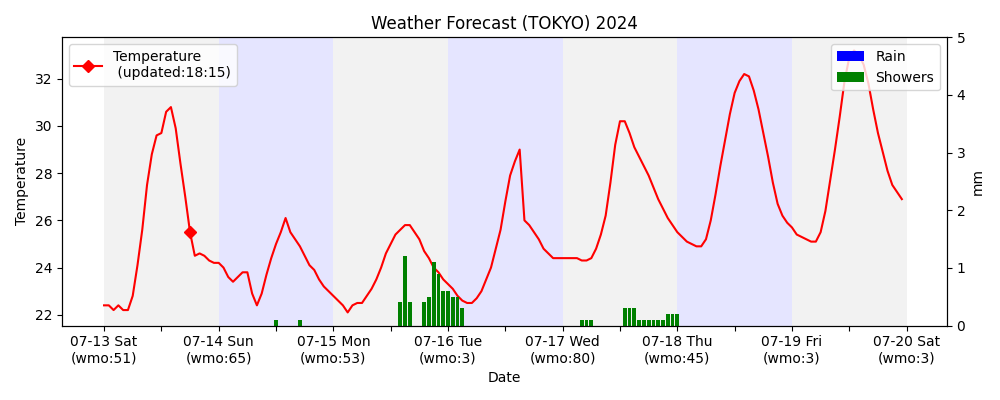 Weather Forecast (TOKYO) 2024
Temperature
(updated:18:15)
Rain
Showers
Temperature
32
30
28
26
24
22
5
4
3
2
1
0
mm
07-13 Sat
(wmo:51)
07-14 Sun
(wmo:65)
07-15 Mon
(wmo:53)
07-16 Tue
(wmo:3)
07-17 Wed
(wmo:80)
07-18 Thu
(wmo:45)
07-19 Fri
(wmo:3)
07-20 Sat
(wmo:3)
Date